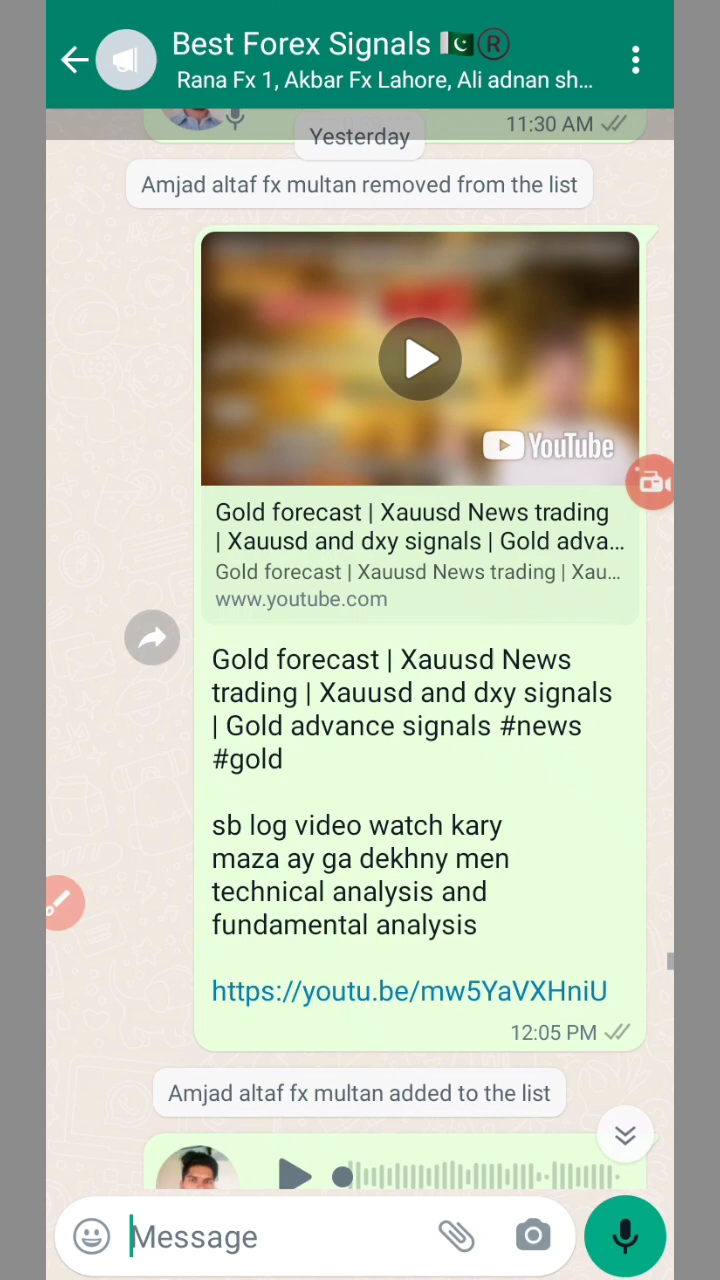 Best Forex Signals 🇵🇰®
Rana Fx 1, Akbar Fx Lahore, Ali adnan sh...
11:30 AM
Yesterday
Amjad altaf fx multan removed from the list
YouTube
Gold forecast | Xauusd News trading
| Xauusd and dxy signals | Gold adva...
Gold forecast | Xauusd News trading | Xau...
www.youtube.com
Gold forecast | Xauusd News
trading | Xauusd and dxy signals
| Gold advance signals #news
#gold
sb log video watch kary
maza ay ga dekhny men
technical analysis and
fundamental analysis
https://youtu.be/mw5YaVXHniU
12:05 PM
Amjad altaf fx multan added to the list
Message